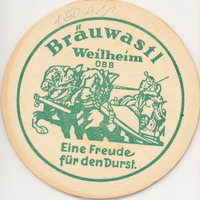 Bräuwastl
Weilheim
OBB
Eine Freude
für den Durst.